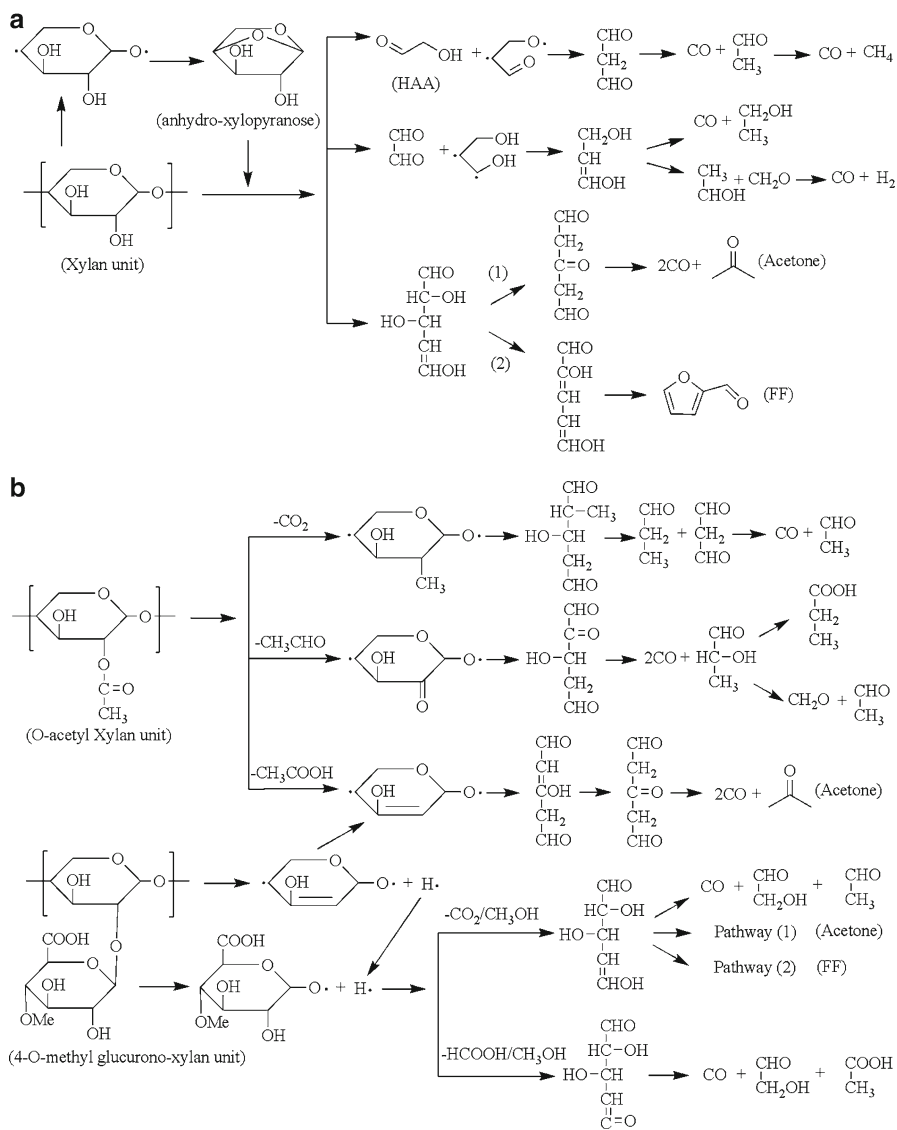 a
OH
O
O·
OH
OH
O
O
OH
(anhydro-xylopyranose)
O
OH
O
OH
(Xylan unit)
O
OH
(HAA)
+
O·
O
CHO
CH2
CHO
CO +
CHO
CH3
CO + CH4
CHO
CHO
+
OH
OH
CH2OH
CH
CHOH
CO +
CH2OH
CH3
CH3
CHOH
+ CH2O
CO + H2
CHO
HC-OH
HO-CH
CH
CHOH
(1)
(2)
CHO
CH2
C=O
CH2
CHO
2CO +
O
(Acetone)
CHO
COH
CH
CH
CHOH
O
O
(FF)
b
O
OH
O
O
C=O
CH3
(O-acetyl Xylan unit)
-CO2
O
OH
O·
CH3
CHO
HC-CH3
HO-CH
CH2
CHO
CHO
CH2
CH3
+
CHO
CH2
CHO
CO +
CHO
CH3
-CH3CHO
O
OH
O·
O
CHO
C=O
HO-CH
CH2
CHO
2CO +
CHO
HC-OH
CH3
COOH
CH2
CH3
CH2O
+
CHO
CH3
-CH3COOH
O
OH
O·
CHO
CH
COH
CH2
CHO
CHO
CH2
C=O
CH2
CHO
2CO +
O
(Acetone)
O
OH
O
O
COOH
O
OH
OMe
OH
(4-O-methyl glucurono-xylan unit)
O
OH
O·
+ H·
COOH
O
OH
OMe
OH
O·
+ H·
-CO2/CH3OH
CHO
HC-OH
HO-CH
CH
CHOH
CO
+
CHO
CH2OH
+
CHO
CH3
Pathway (1) (Acetone)
Pathway (2) (FF)
-HCOOH/CH3OH
CHO
HC-OH
HO-CH
CH
C=O
CO
+
CHO
CH2OH
+
COOH
CH3